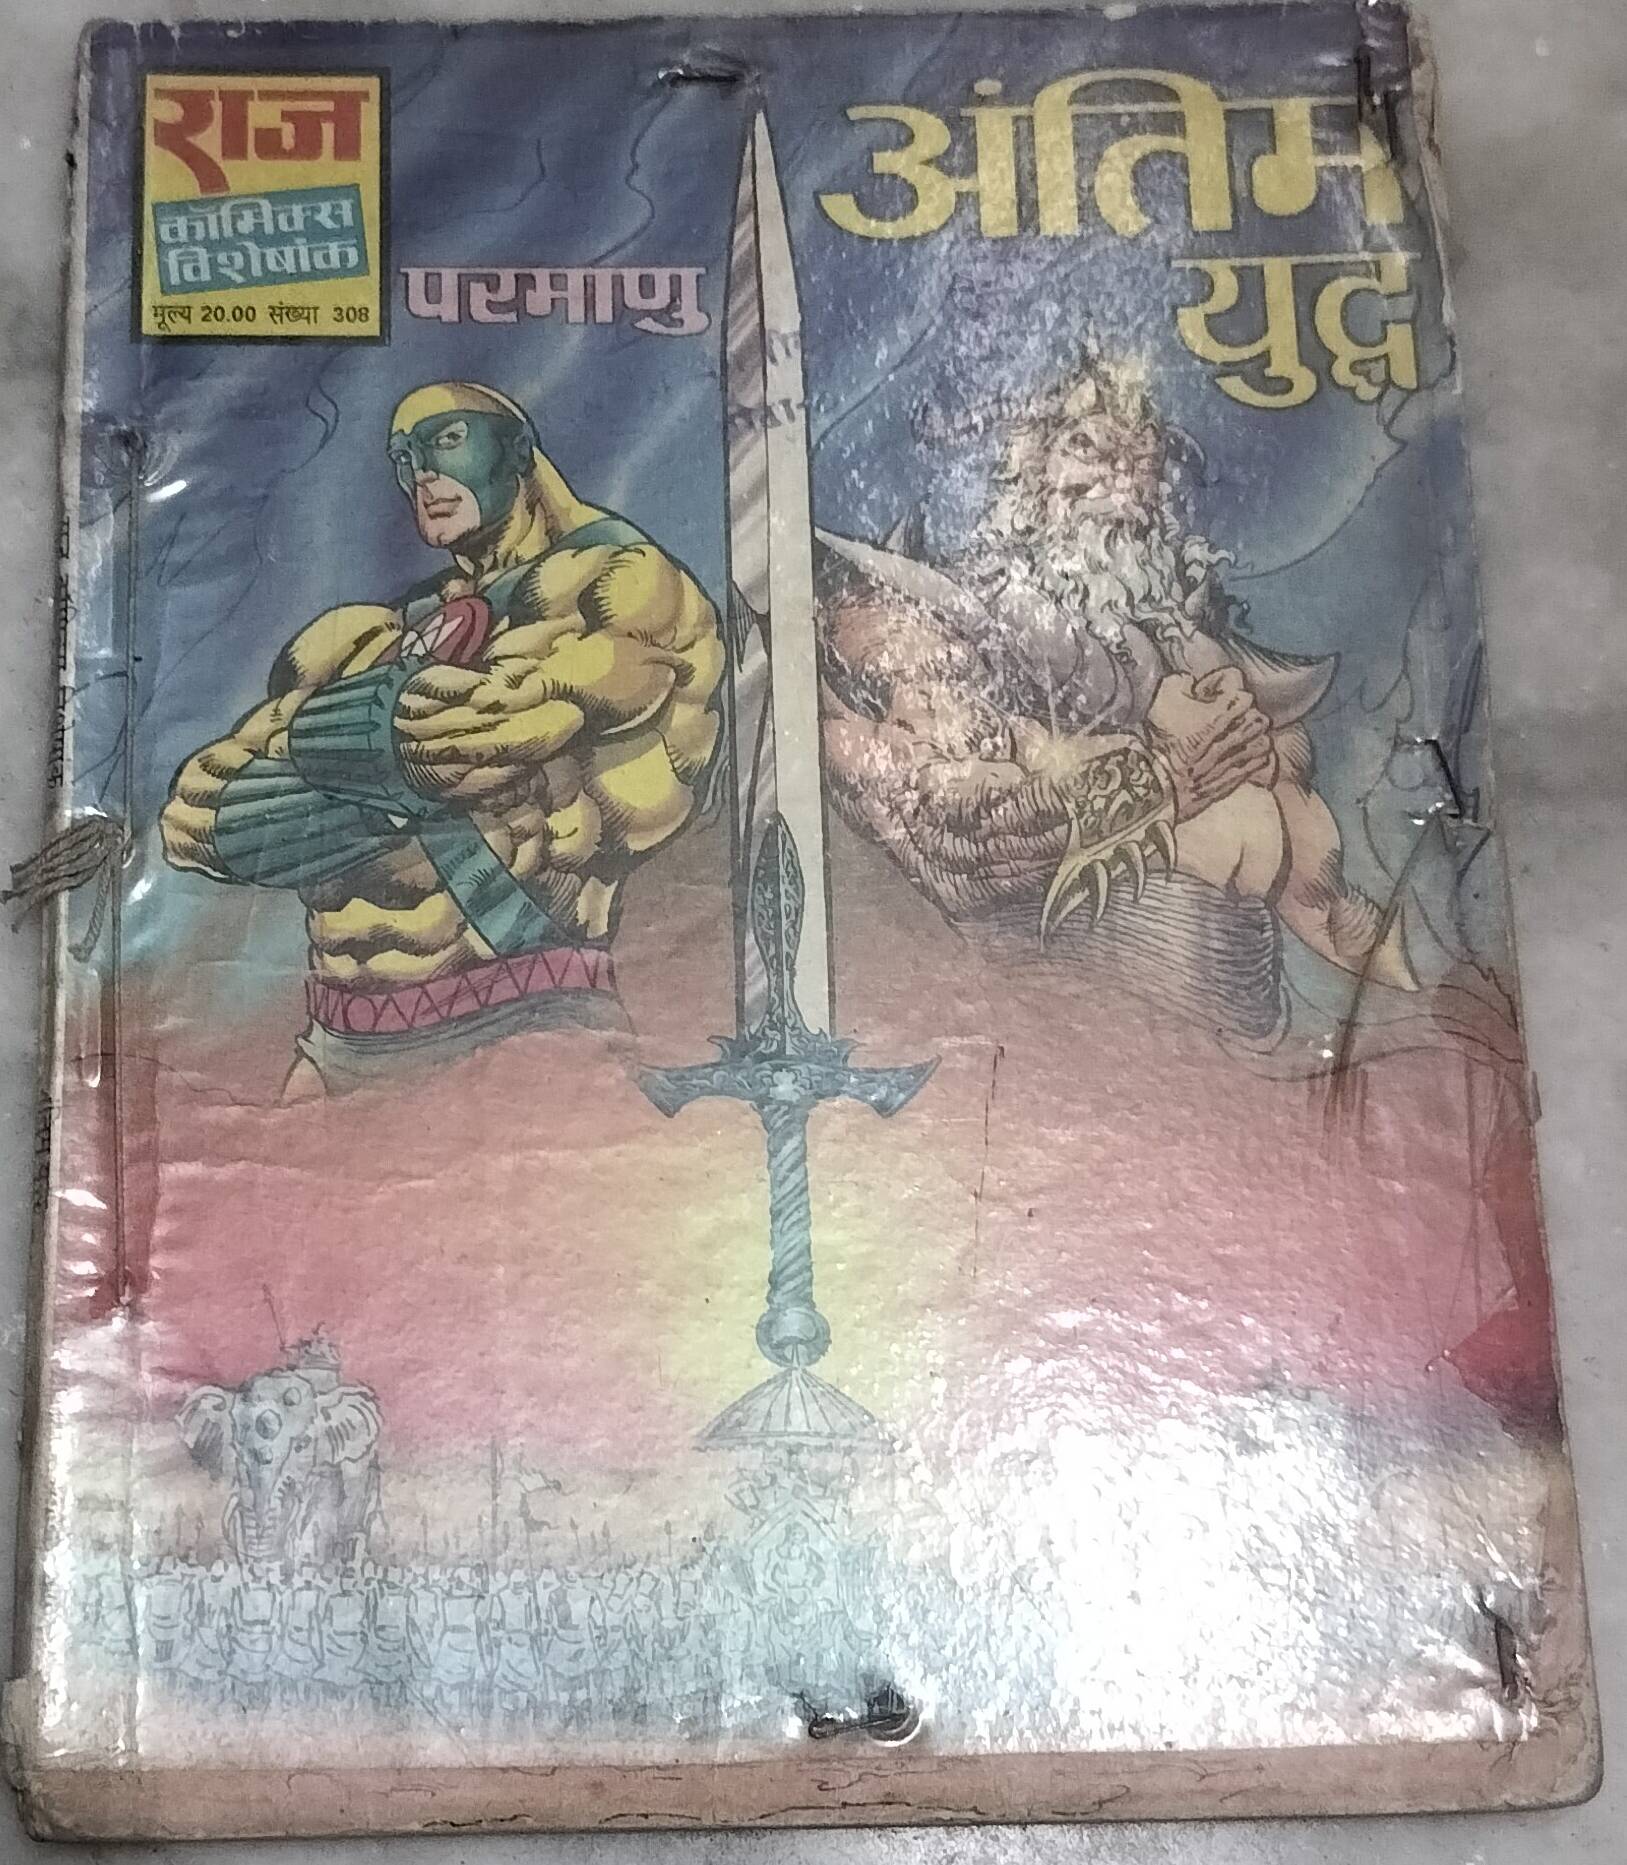 राज
कॉमिक्स
विशेषांक
मूल्य 20.00 संख्या 308
परमाणु
अंतिम
युद्ध